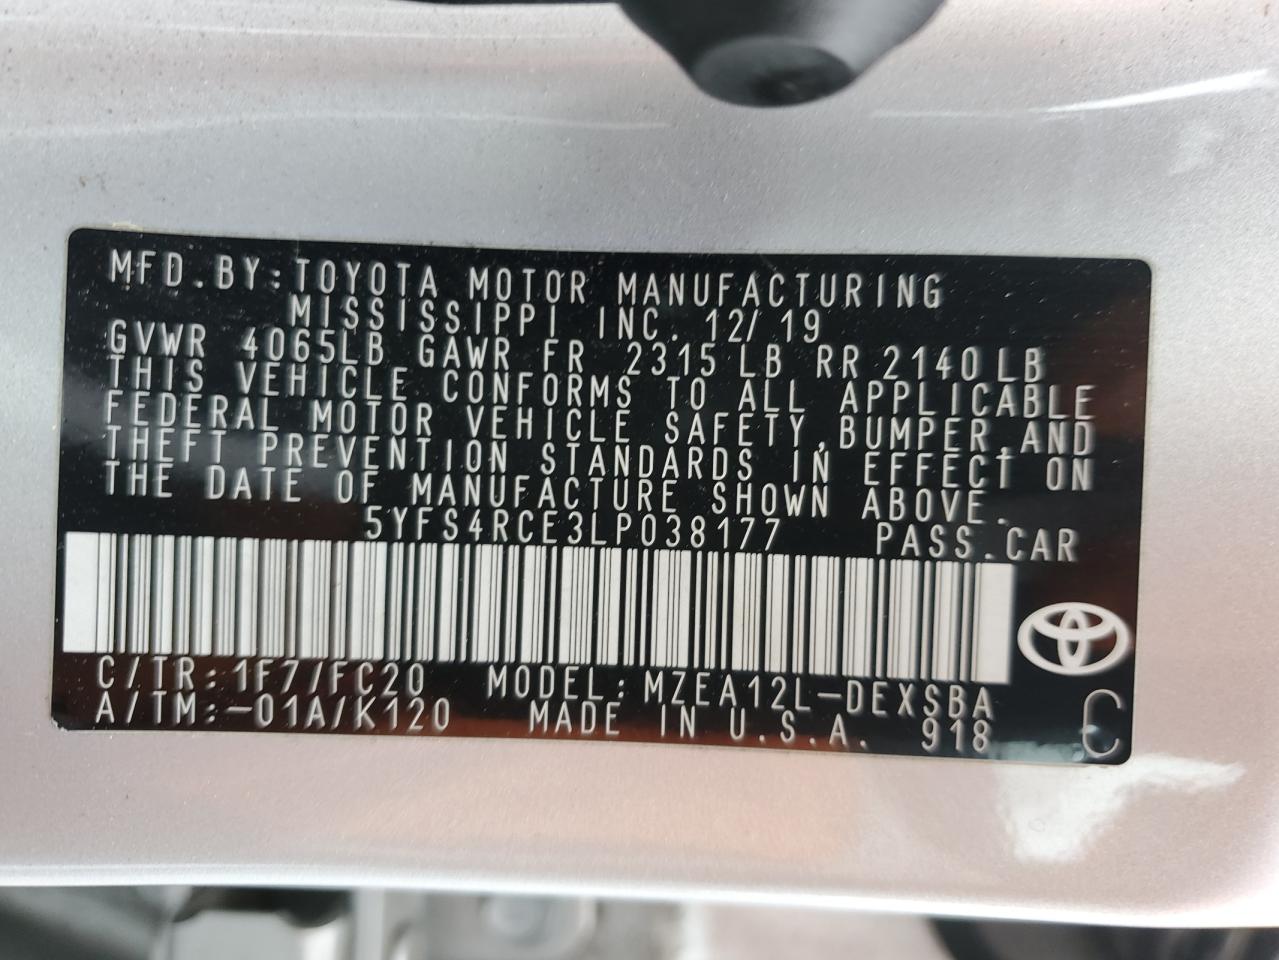 MFD.BY:TOYOTA MOTOR MANUFACTURING
MISSISSIPPI INC. 12/19
GVWR 4065LB GAWR FR 2315LB RR 2140LB
THIS VEHICLE CONFORMS TO ALL APPLICABLE
FEDERAL MOTOR VEHICLE SAFETY,BUMPER,AND
THEFT PREVENTION STANDARDS IN EFFECT ON
THE DATE OF MANUFACTURE SHOWN ABOVE.
5YFS4RCE3LP038177 PASS.CAR
C/TR:1F7/FC20 MODEL:MZEA12L-DEXSBA
A/TM:-01A/K120 MADE IN U.S.A. 918